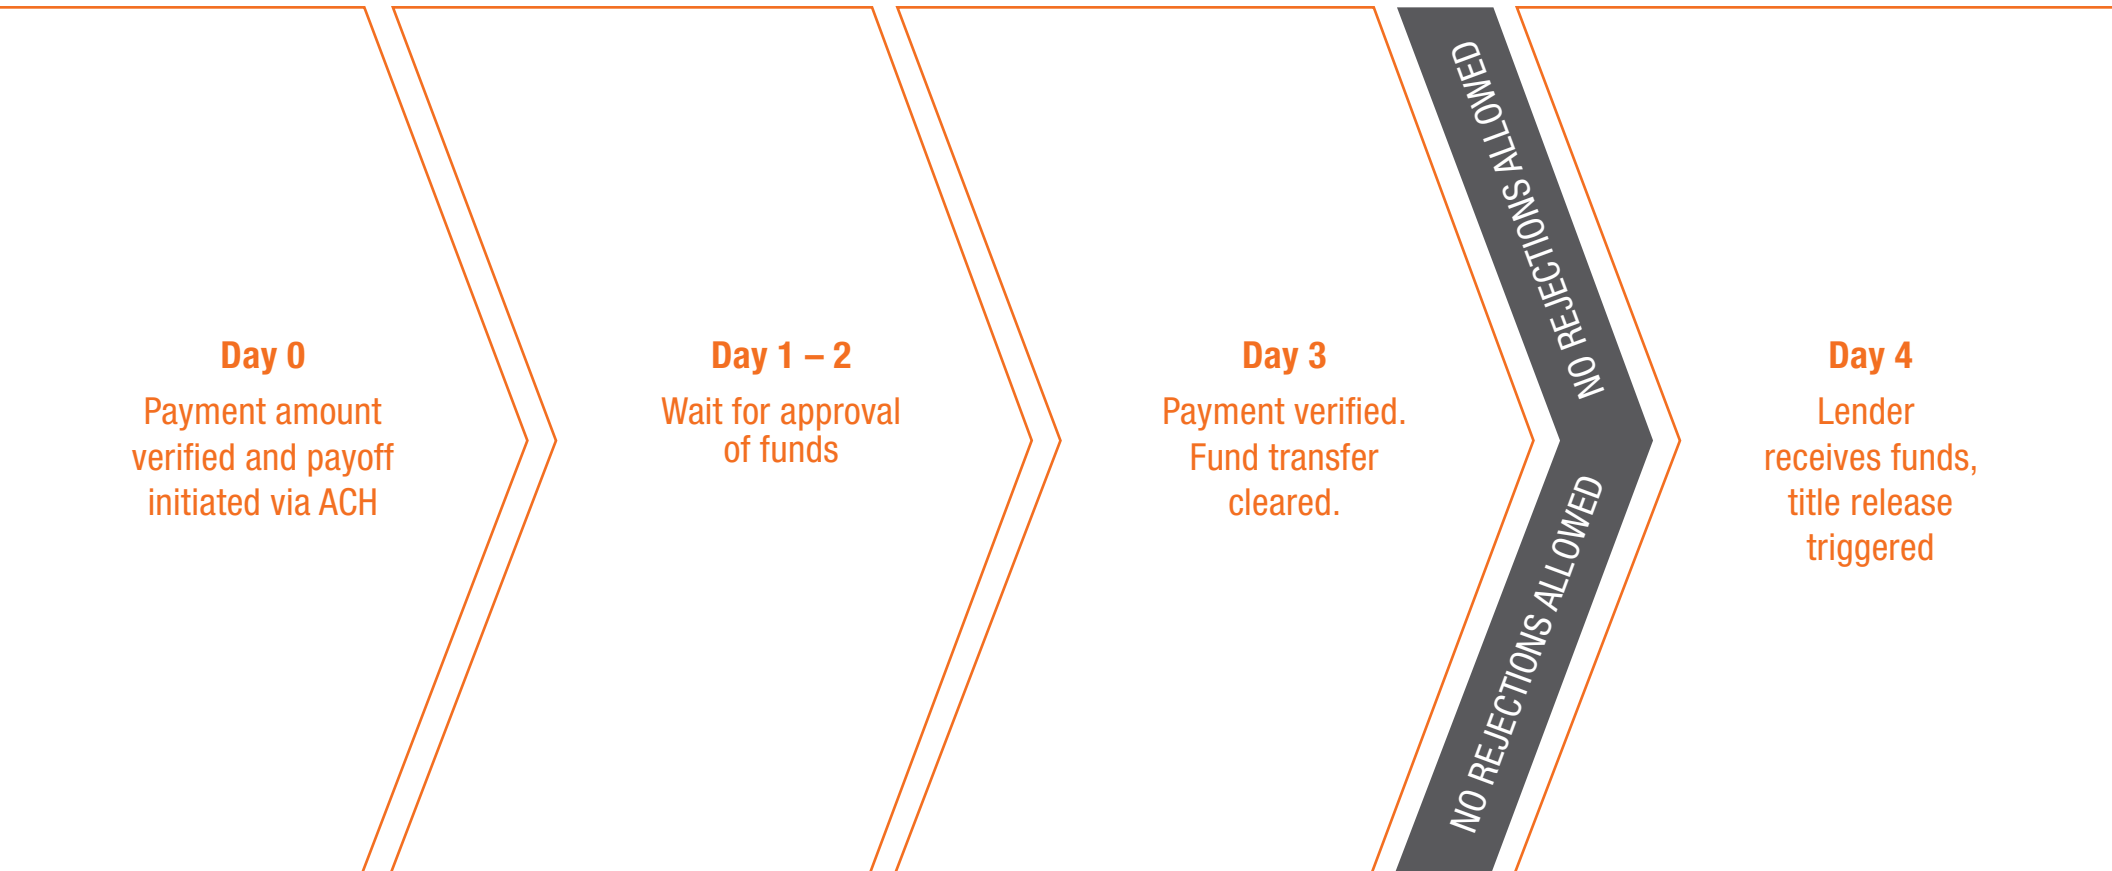 Day 0
Payment amount
verified and payoff
initiated via ACH
Day 1 – 2
Wait for approval
of funds
Day 3
Payment verified.
Fund transfer
cleared.
NO REJECTIONS ALLOWED
NO REJECTIONS ALLOWED
Day 4
Lender
receives funds,
title release
triggered